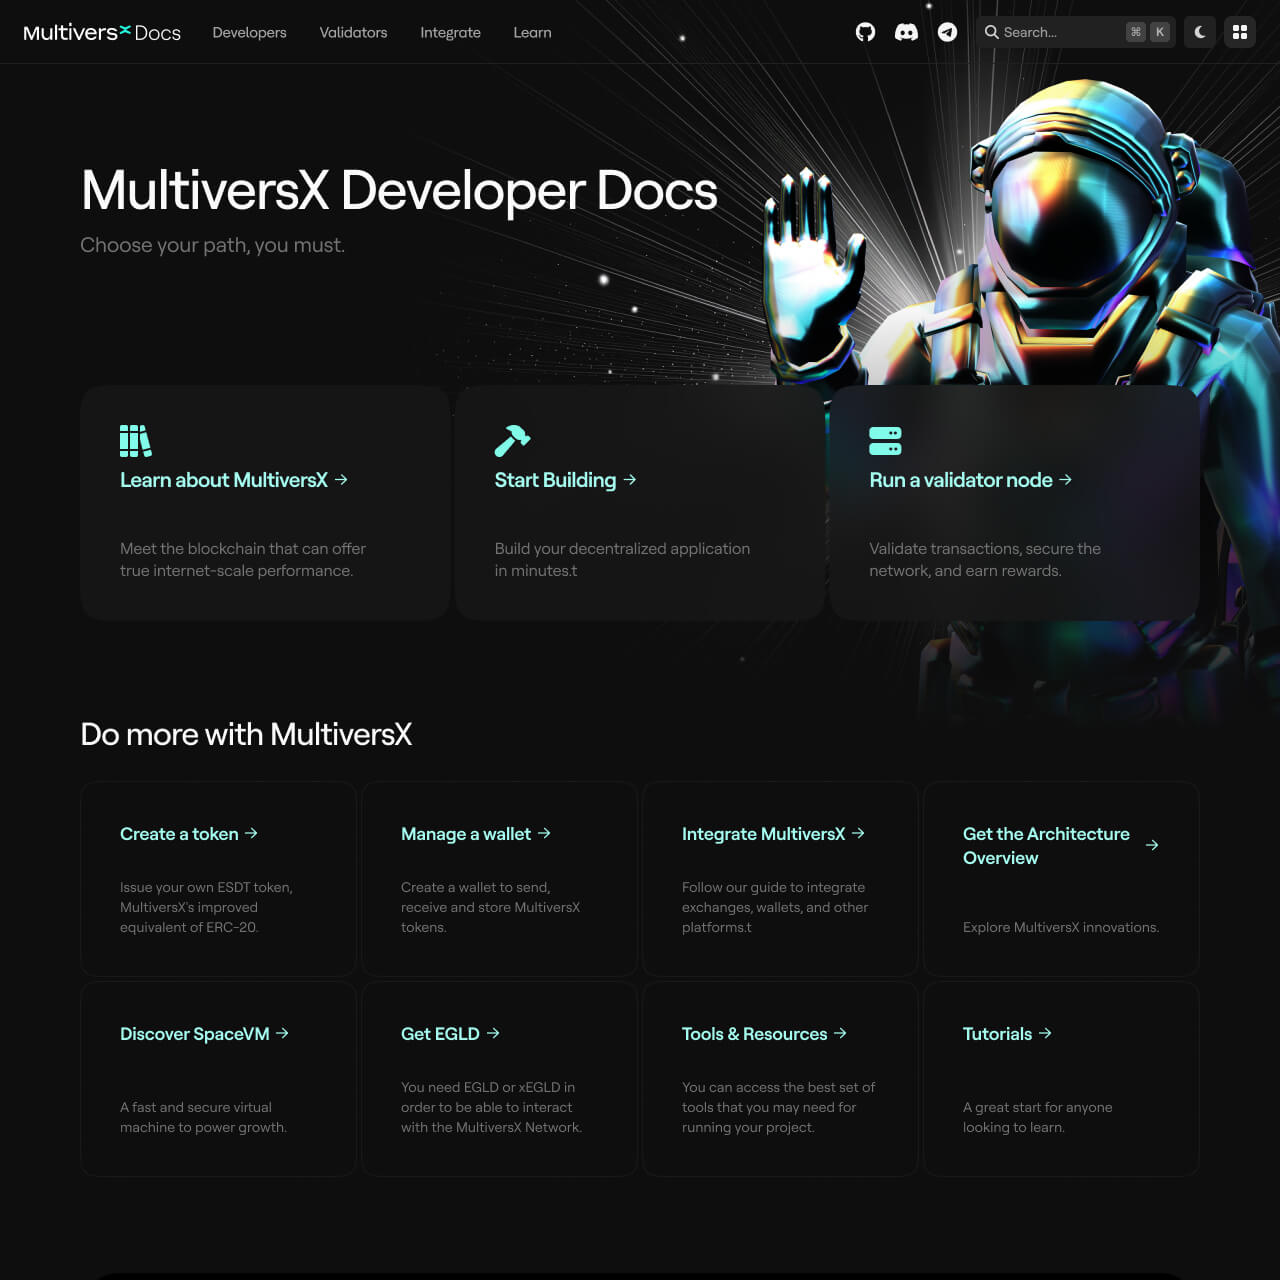 MultiversX Docs
Developers
Validators
Integrate
Learn
Search...
⌘
K
MultiversX Developer Docs
Choose your path, you must.
Learn about MultiversX →
Meet the blockchain that can offer
true internet-scale performance.
Start Building →
Build your decentralized application
in minutes.t
Run a validator node →
Validate transactions, secure the
network, and earn rewards.
Do more with MultiversX
Create a token →
Issue your own ESDT token,
MultiversX's improved
equivalent of ERC-20.
Manage a wallet →
Create a wallet to send,
receive and store MultiversX
tokens.
Integrate MultiversX →
Follow our guide to integrate
exchanges, wallets, and other
platforms.t
Get the Architecture
Overview →
Explore MultiversX innovations.
Discover SpaceVM →
A fast and secure virtual
machine to power growth.
Get EGLD →
You need EGLD or xEGLD in
order to be able to interact
with the MultiversX Network.
Tools & Resources →
You can access the best set of
tools that you may need for
running your project.
Tutorials →
A great start for anyone
looking to learn.